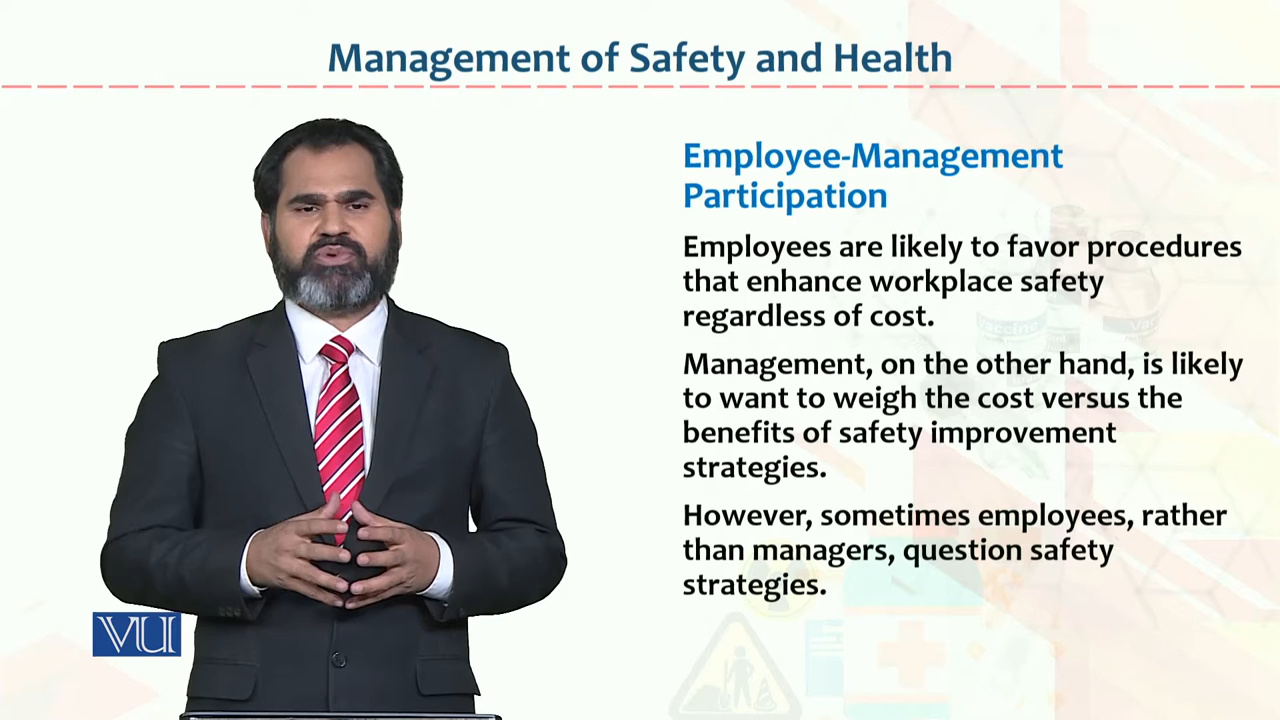 Management of Safety and Health
Employee-Management
Participation
Employees are likely to favor procedures
that enhance workplace safety
regardless of cost.
Management, on the other hand, is likely
to want to weigh the cost versus the
benefits of safety improvement
strategies.
However, sometimes employees, rather
than managers, question safety
strategies.
VU
Vaccine